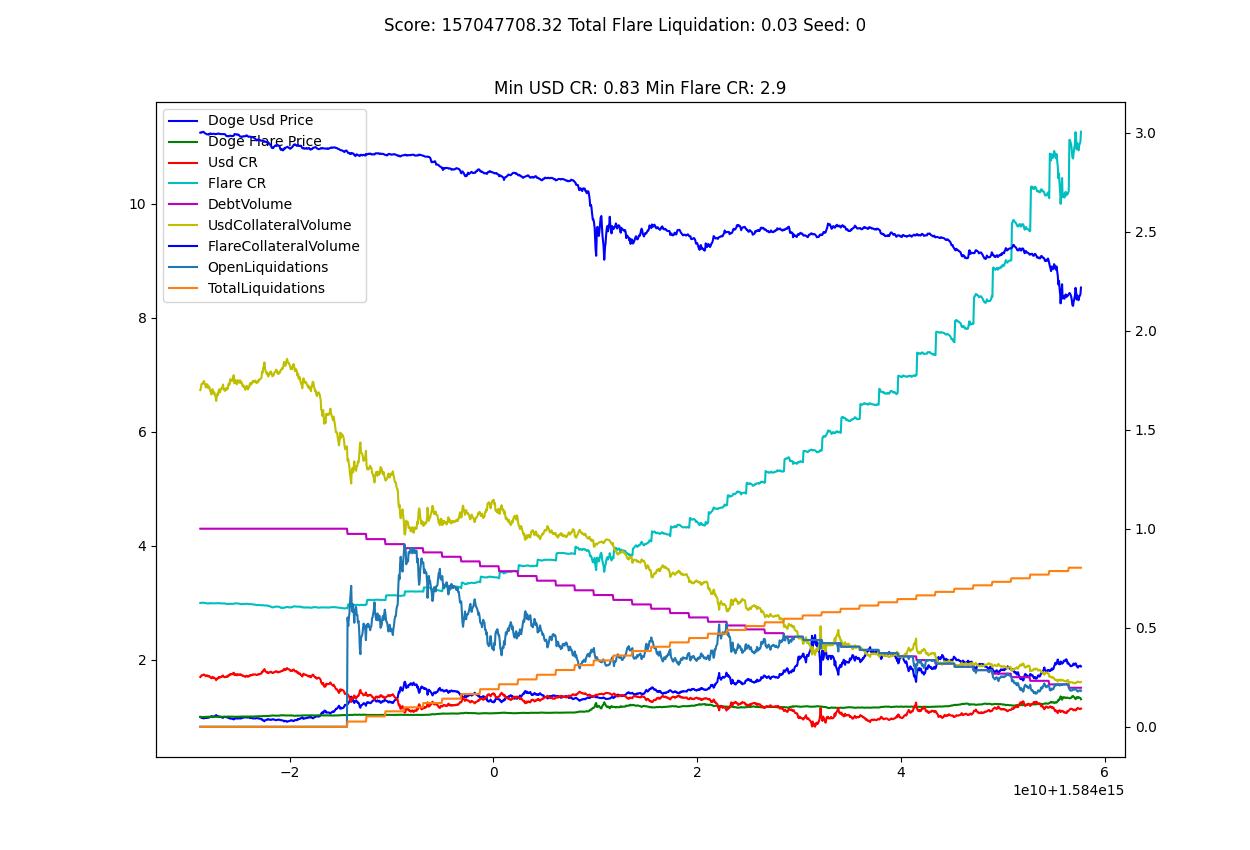 Score: 157047708.32 Total Flare Liquidation: 0.03 Seed: 0
Min USD CR: 0.83 Min Flare CR: 2.9
Doge Usd Price
Doge Flare Price
Usd CR
Flare CR
DebtVolume
UsdCollateralVolume
FlareCollateralVolume
OpenLiquidations
TotalLiquidations
10
8
6
4
2
3.0
2.5
2.0
1.5
1.0
0.5
0.0
−2
0
2
4
6
1e10+1.584e15